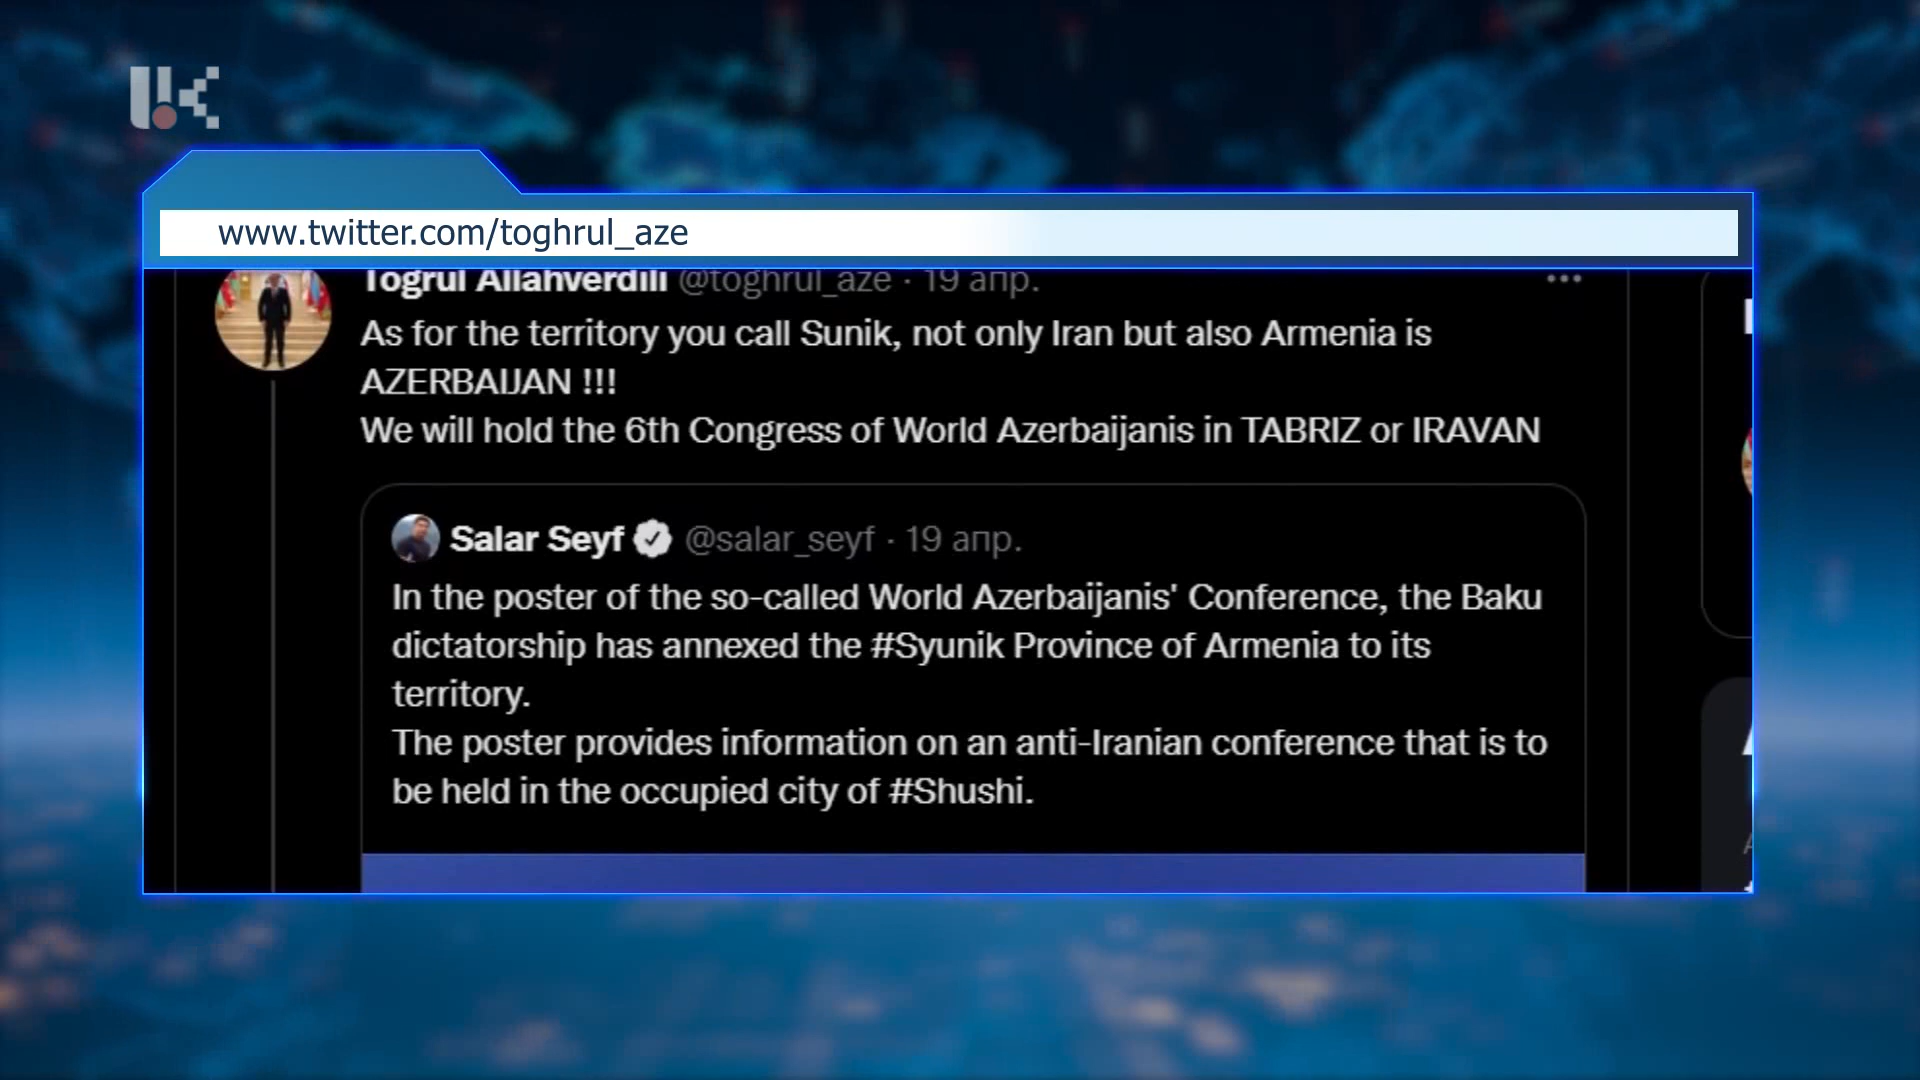 www.twitter.com/toghrul_aze
Togrul Allahverdili @toghrul_aze · 19 апр.
As for the territory you call Sunik, not only Iran but also Armenia is
AZERBAIJAN !!!
We will hold the 6th Congress of World Azerbaijanis in TABRIZ or IRAVAN
Salar Seyf @salar_seyf · 19 апр.
In the poster of the so-called World Azerbaijanis' Conference, the Baku
dictatorship has annexed the #Syunik Province of Armenia to its
territory.
The poster provides information on an anti-Iranian conference that is to
be held in the occupied city of #Shushi.